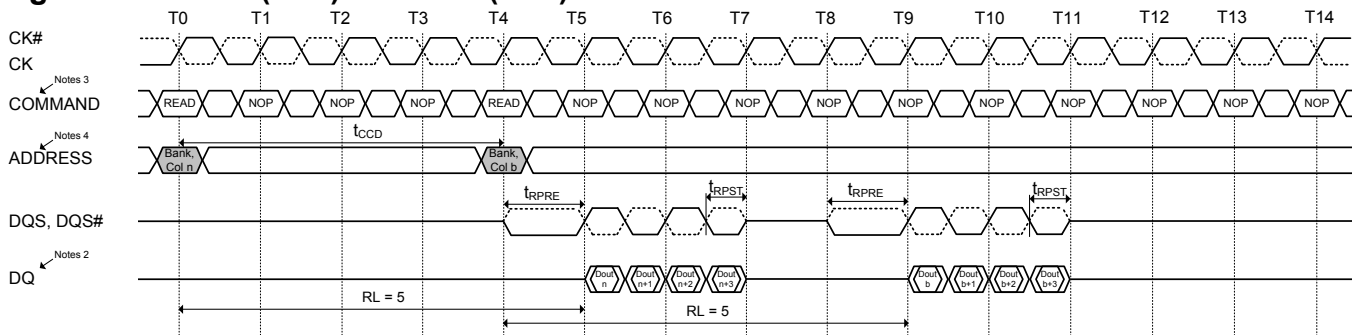 T0 T1 T2 T3 T4 T5 T6 T7 T8 T9 T10 T11 T12 T13 T14
CK#
CK
Notes 3
COMMAND READ NOP NOP NOP READ NOP NOP NOP NOP NOP NOP NOP NOP NOP NOP
tCCD
Notes 4
ADDRESS Bank, Col n Bank, Col b
tRPRE tRPST tRPRE tRPST
DQS, DQS#
Notes 2
DQ Dout n Dout n+1 Dout n+2 Dout n+3 Dout b Dout b+1 Dout b+2 Dout b+3
RL = 5
RL = 5